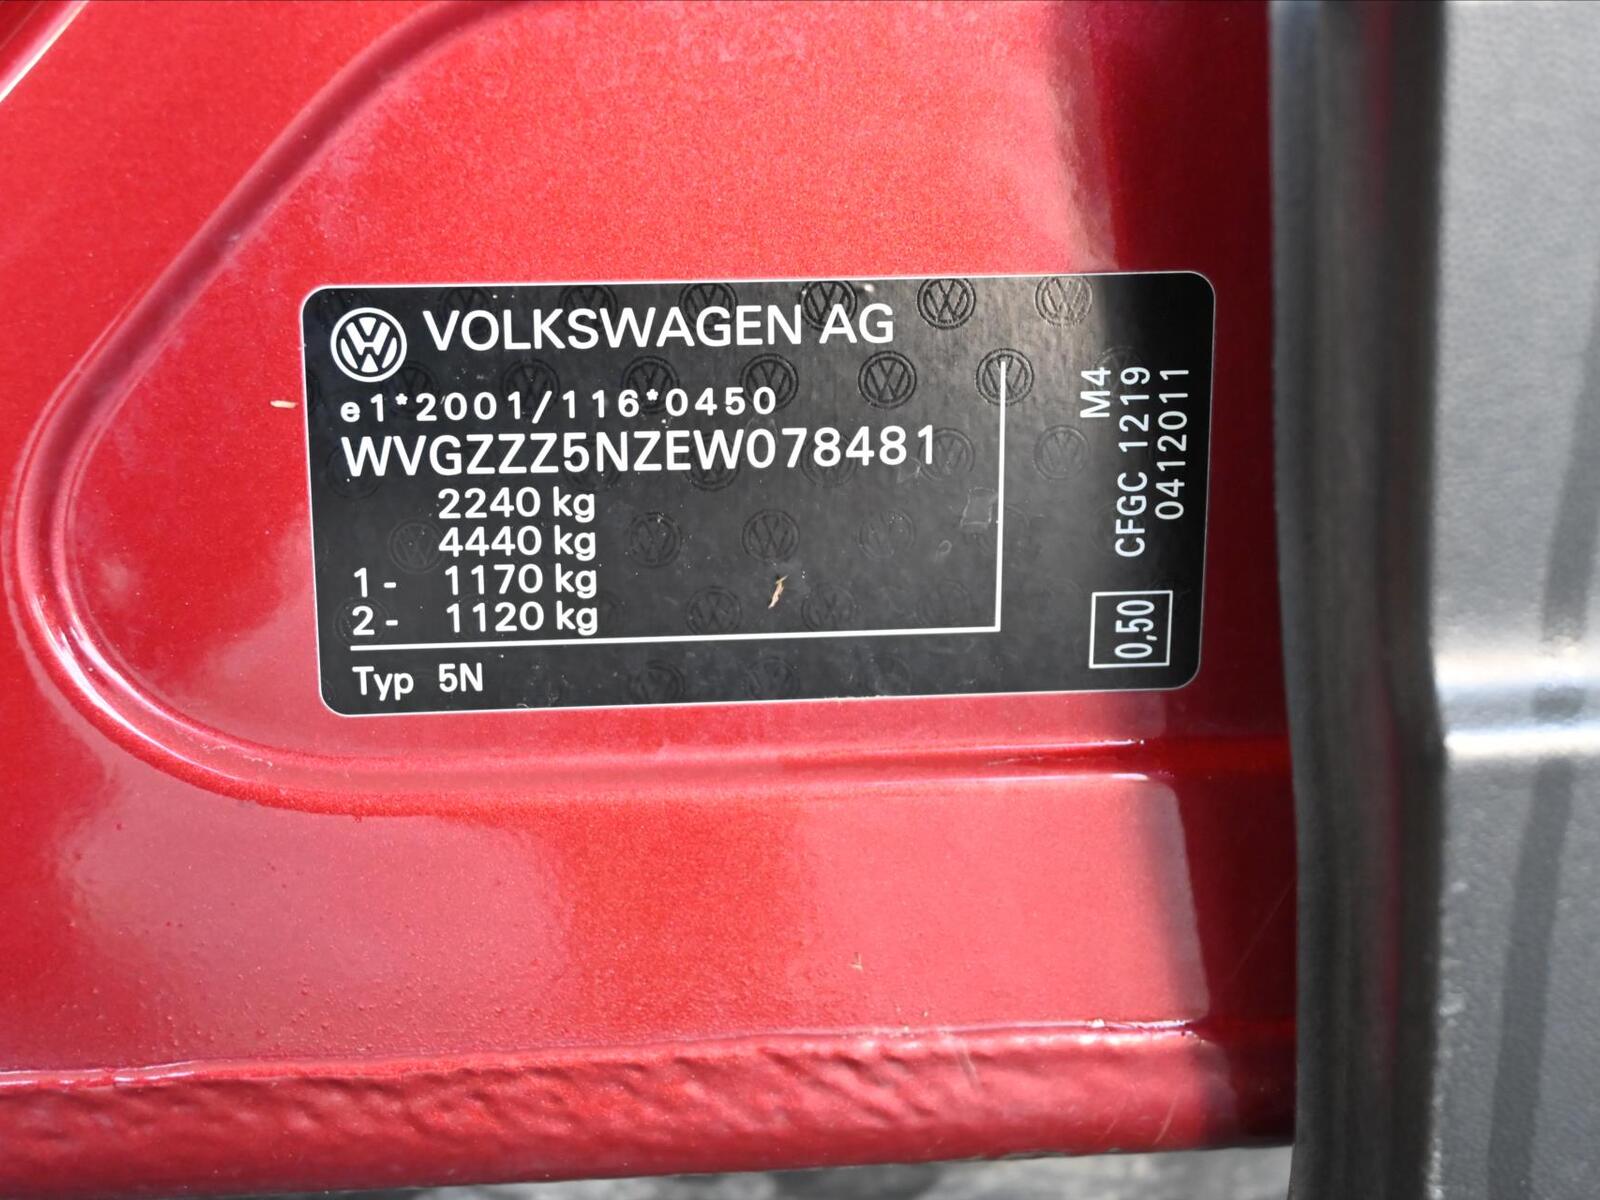 VOLKSWAGEN AG
e1*2001/116*0450
WVGZZZ5NZEW078481
2240 kg
4440 kg
1- 1170 kg
2- 1120 kg
Typ 5N
M4
CFGC 1219
0412011
0,50